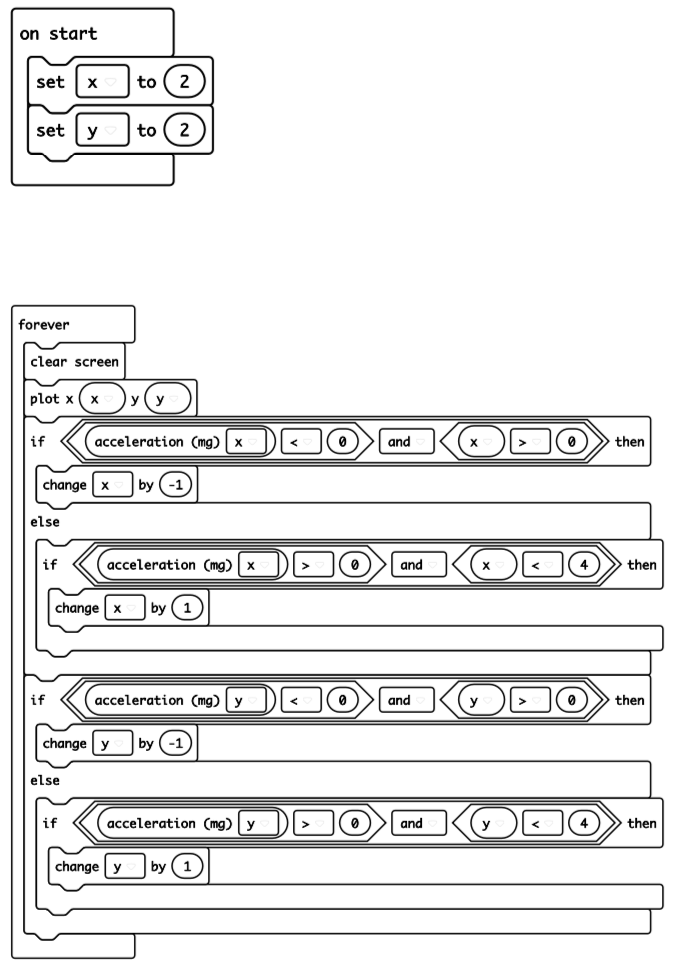 on start
set x to 2
set y to 2
forever
clear screen
plot x x y y
if acceleration (mg) x < 0 and x > 0 then
change x by -1
else
if acceleration (mg) x > 0 and x < 4 then
change x by 1
if acceleration (mg) y < 0 and y > 0 then
change y by -1
else
if acceleration (mg) y > 0 and y < 4 then
change y by 1